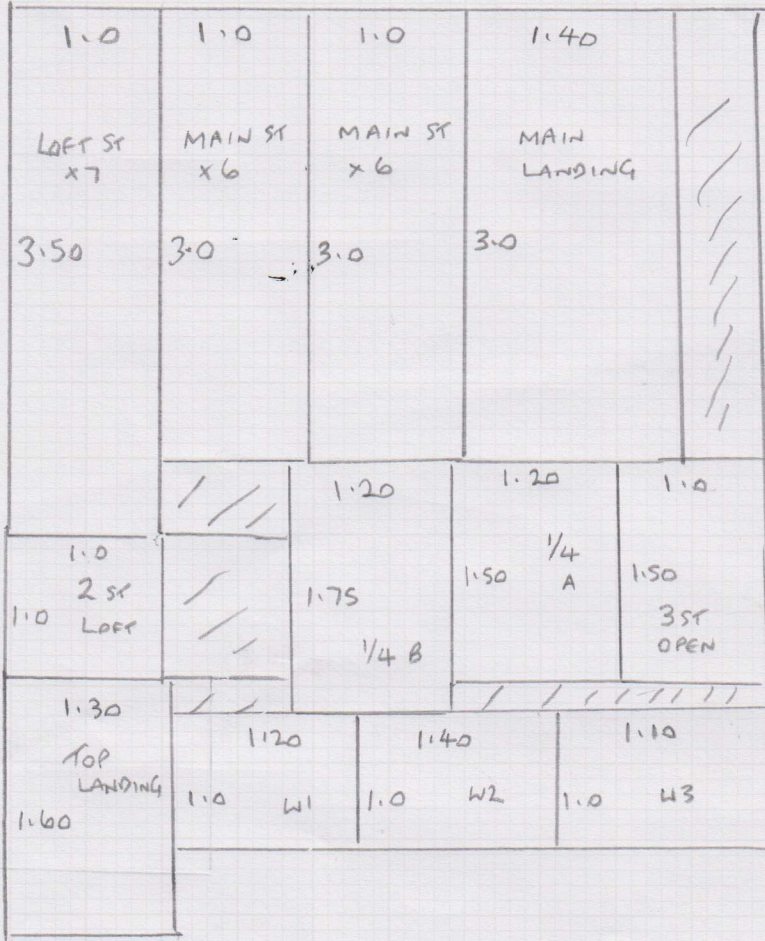 1.0
LOFT ST
x7
3.50
1.0
MAIN ST
x6
3.0
1.0
MAIN ST
x6
3.0
1.40
MAIN
LANDING
3.0
1.0
2 ST
1.0 LOFT
1.20
1.75
1/4 B
1.20
1/4
1.50 A
1.0
1.50
3 ST
OPEN
1.30
TOP
LANDING
1.60
1.20
1.0 W1
1.40
1.0 W2
1.10
1.0 W3